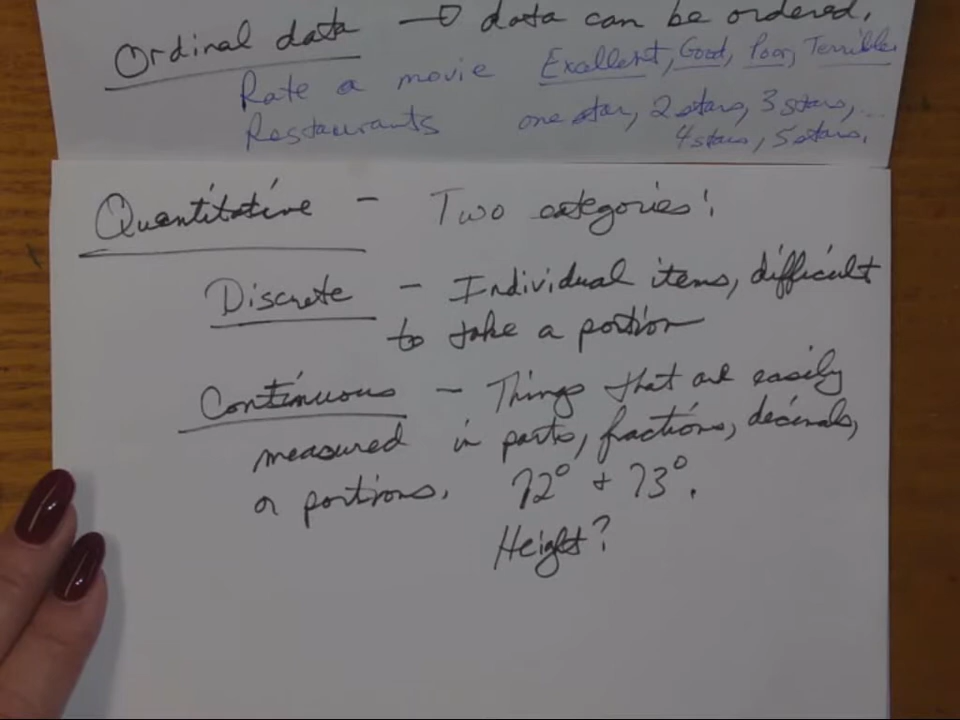 Ordinal data → data can be ordered.
Rate a movie Excellent, Good, Poor, Terrible
Restaurants one star, 2 stars, 3 stars, ...
4 stars, 5 stars.
Quantitative - Two categories:
Discrete - Individual items, difficult
to take a portion
Continuous - Things that are easily
measured in parts, fractions, decimals,
or portions. 72° + 73°.
Height?